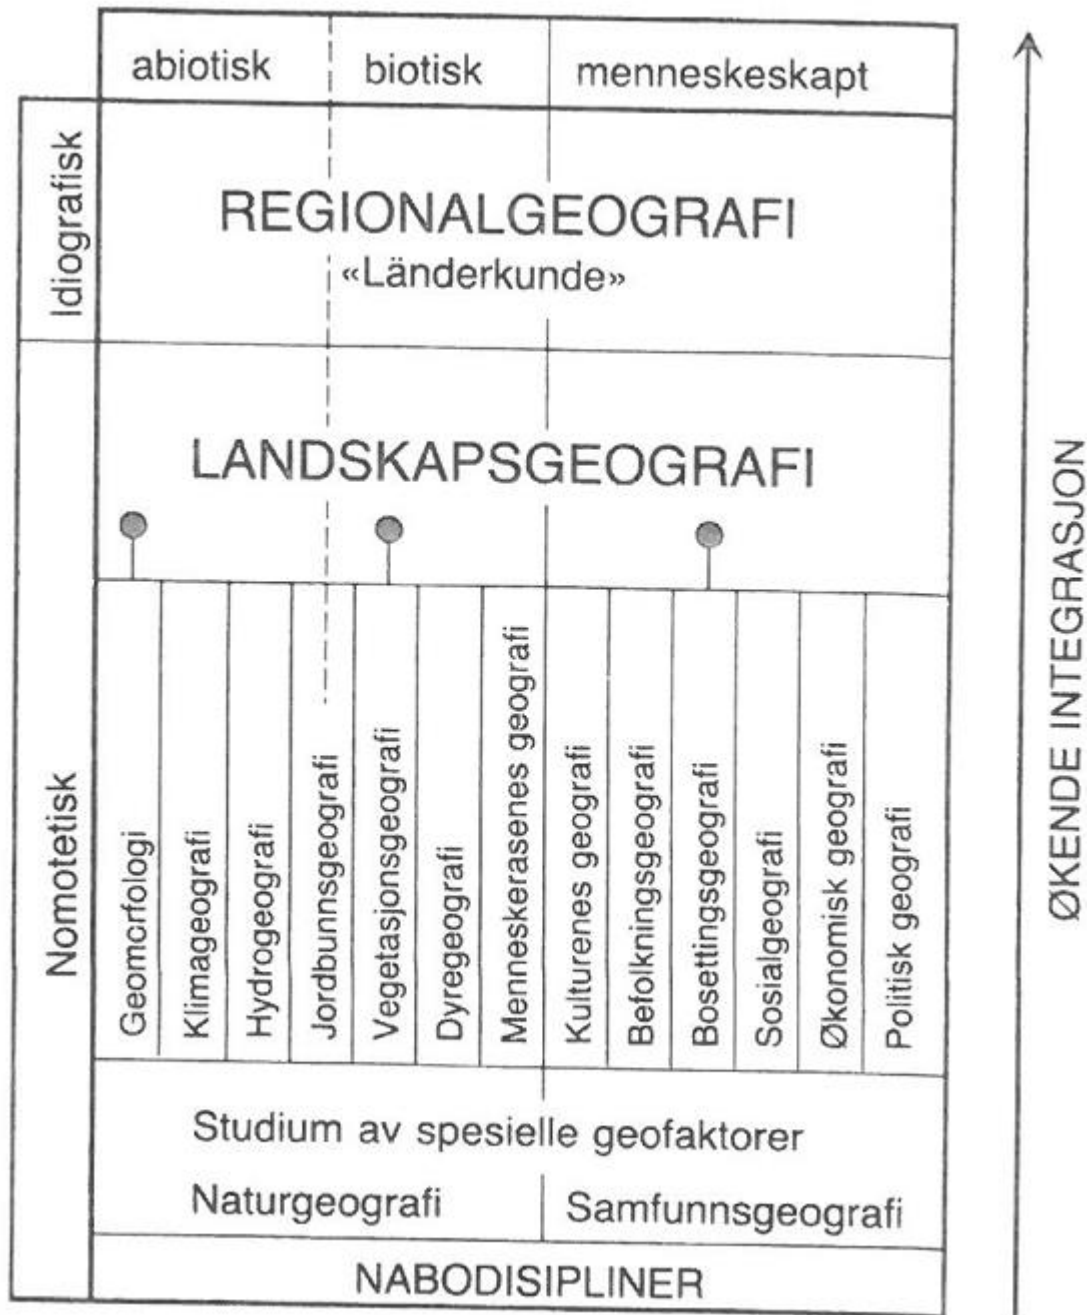 abiotisk
biotisk
menneskeskapt
Idiografisk
REGIONALGEOGRAFI
«Länderkunde»
LANDSKAPSGEOGRAFI
Nomotetisk
Geomorfologi
Klimageografi
Hydrogeografi
Jordbunnsgeografi
Vegetasjonsgeografi
Dyregeografi
Menneskerasenes geografi
Kulturenes geografi
Befolkningsgeografi
Bosettingsgeografi
Sosialgeografi
Økonomisk geografi
Politisk geografi
Studium av spesielle geofaktorer
Naturgeografi
Samfunnsgeografi
NABODISIPLINER
ØKENDE INTEGRASJON